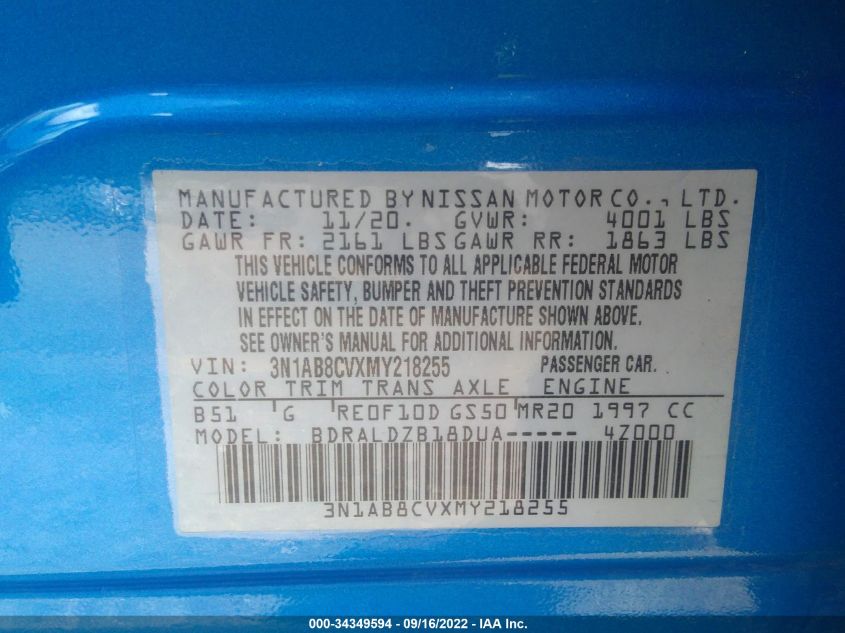 MANUFACTURED BY NISSAN MOTOR CO., LTD.
DATE: 11/20. GVWR: 4001 LBS
GAWR FR: 2161 LBS GAWR RR: 1863 LBS
THIS VEHICLE CONFORMS TO ALL APPLICABLE FEDERAL MOTOR
VEHICLE SAFETY, BUMPER AND THEFT PREVENTION STANDARDS
IN EFFECT ON THE DATE OF MANUFACTURE SHOWN ABOVE.
SEE OWNER'S MANUAL FOR ADDITIONAL INFORMATION.
VIN: 3N1AB8CVXMY218255 PASSENGER CAR.
COLOR TRIM TRANS AXLE ENGINE
B51 ' G ' RE0F10D GS50 ' MR20 1997 CC
MODEL: BDRALDZB18DUA----- 4Z000
3N1AB8CVXMY218255
000-34349594 - 09/16/2022 - IAA Inc.